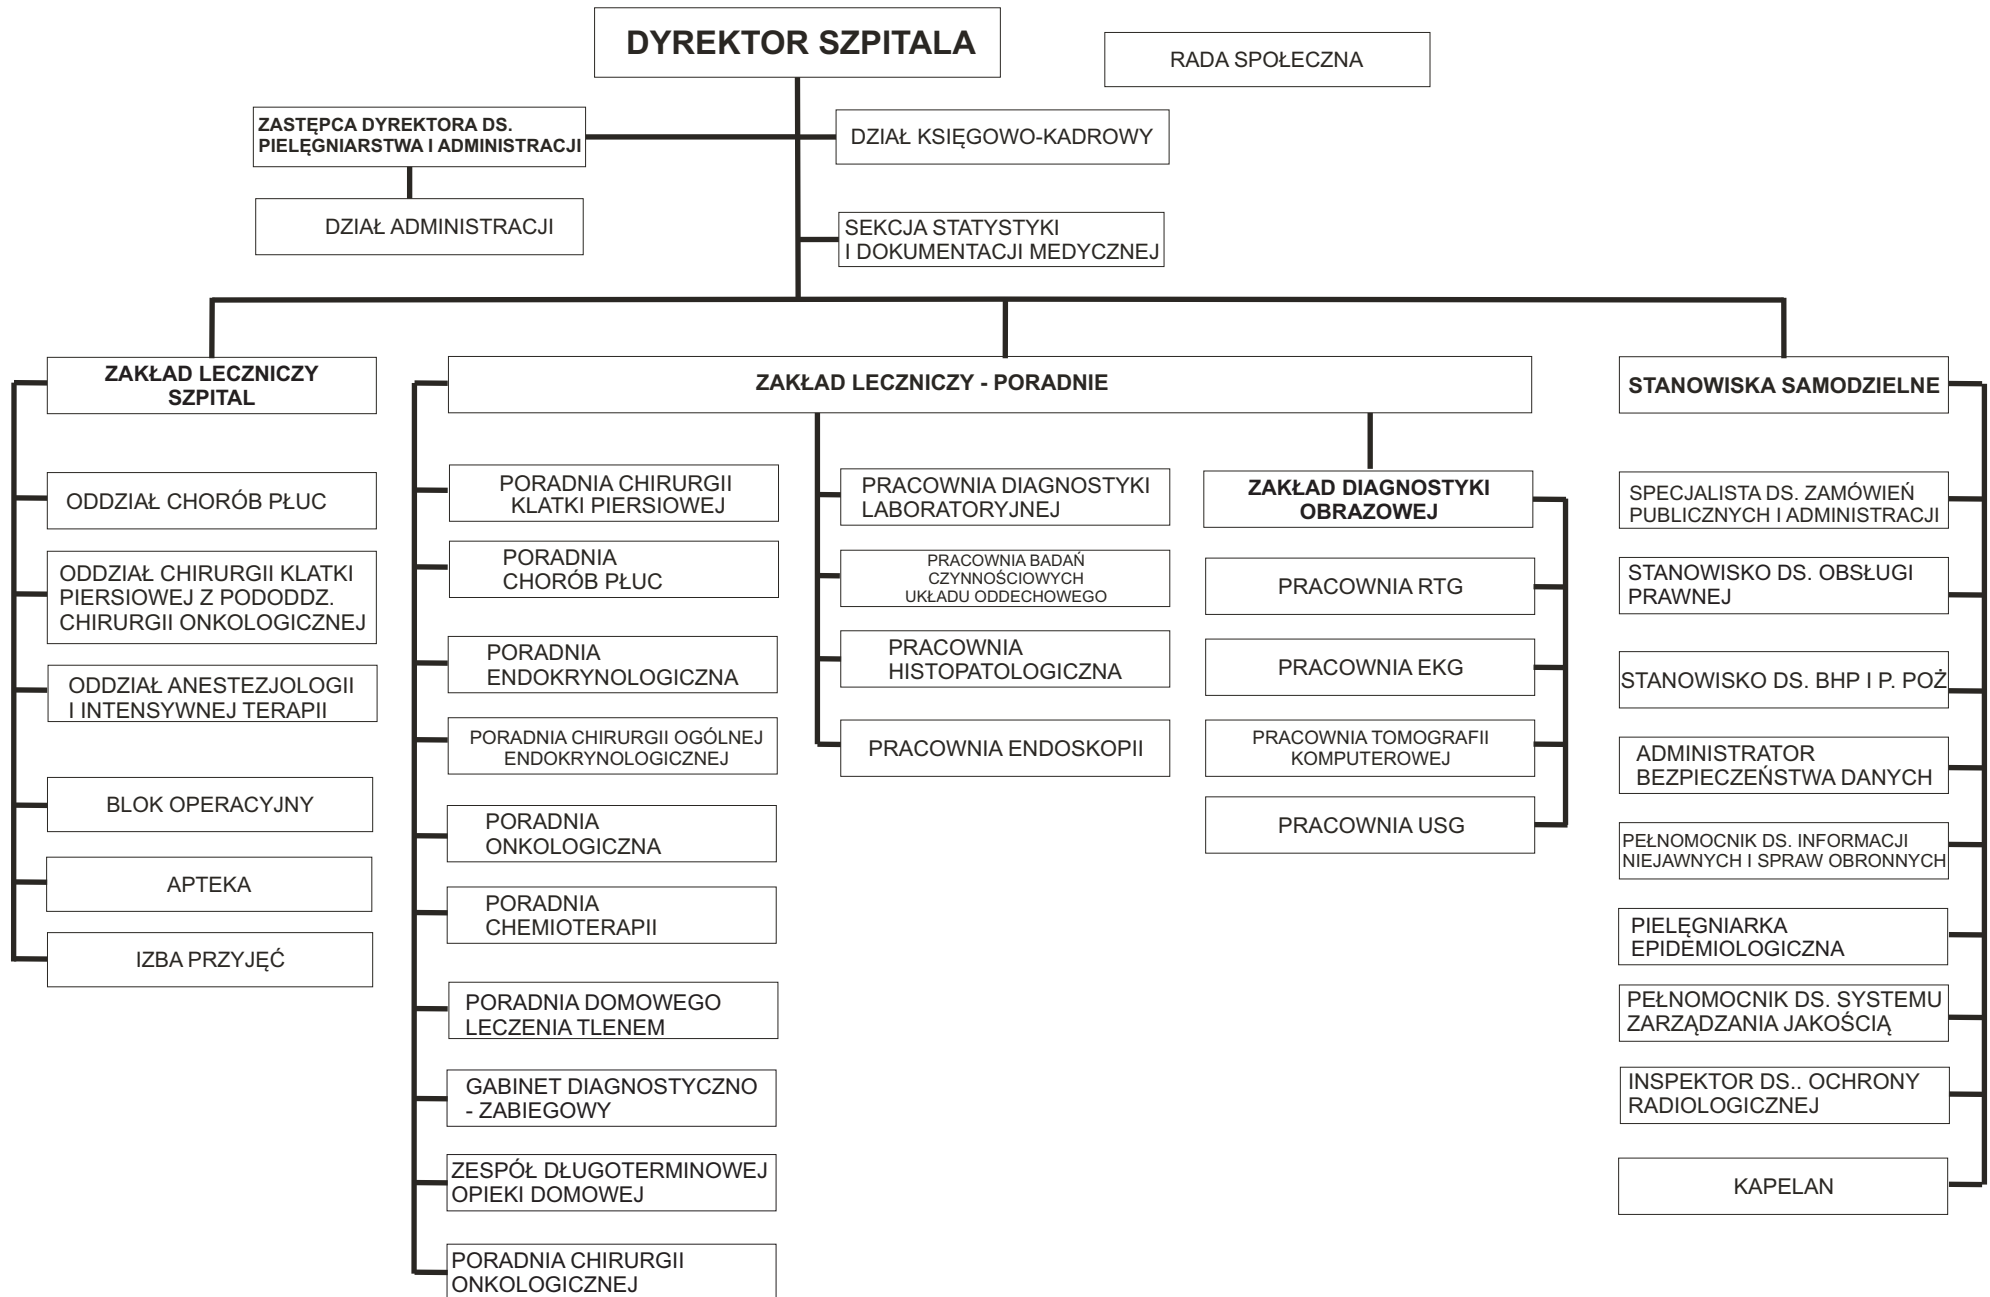 DYREKTOR SZPITALA
RADA SPOŁECZNA
ZASTĘPCA DYREKTORA DS.
PIELĘGNIARSTWA I ADMINISTRACJI
DZIAŁ KSIĘGOWO-KADROWY
DZIAŁ ADMINISTRACJI
SEKCJA STATYSTYKI
I DOKUMENTACJI MEDYCZNEJ
ZAKŁAD LECZNICZY
SZPITAL
ODDZIAŁ CHORÓB PŁUC
ODDZIAŁ CHIRURGII KLATKI
PIERSIOWEJ Z PODODDZ.
CHIRURGII ONKOLOGICZNEJ
ODDZIAŁ ANESTEZJOLOGII
I INTENSYWNEJ TERAPII
BLOK OPERACYJNY
APTEKA
IZBA PRZYJĘĆ
ZAKŁAD LECZNICZY - PORADNIE
PORADNIA CHIRURGII
KLATKI PIERSIOWEJ
PORADNIA
CHORÓB PŁUC
PORADNIA
ENDOKRYNOLOGICZNA
PORADNIA CHIRURGII OGÓLNEJ
ENDOKRYNOLOGICZNEJ
PORADNIA
ONKOLOGICZNA
PORADNIA
CHEMIOTERAPII
PORADNIA DOMOWEGO
LECZENIA TLENEM
GABINET DIAGNOSTYCZNO
- ZABIEGOWY
ZESPÓŁ DŁUGOTERMINOWEJ
OPIEKI DOMOWEJ
PORADNIA CHIRURGII
ONKOLOGICZNEJ
PRACOWNIA DIAGNOSTYKI
LABORATORYJNEJ
PRACOWNIA BADAŃ
CZYNNOŚCIOWYCH
UKŁADU ODDECHOWEGO
PRACOWNIA
HISTOPATOLOGICZNA
PRACOWNIA ENDOSKOPII
ZAKŁAD DIAGNOSTYKI
OBRAZOWEJ
PRACOWNIA RTG
PRACOWNIA EKG
PRACOWNIA TOMOGRAFII
KOMPUTEROWEJ
PRACOWNIA USG
STANOWISKA SAMODZIELNE
SPECJALISTA DS. ZAMÓWIEŃ
PUBLICZNYCH I ADMINISTRACJI
STANOWISKO DS. OBSŁUGI
PRAWNEJ
STANOWISKO DS. BHP I P. POŻ
ADMINISTRATOR
BEZPIECZEŃSTWA DANYCH
PEŁNOMOCNIK DS. INFORMACJI
NIEJAWNYCH I SPRAW OBRONNYCH
PIELĘGNIARKA
EPIDEMIOLOGICZNA
PEŁNOMOCNIK DS. SYSTEMU
ZARZĄDZANIA JAKOŚCIĄ
INSPEKTOR DS.. OCHRONY
RADIOLOGICZNEJ
KAPELAN